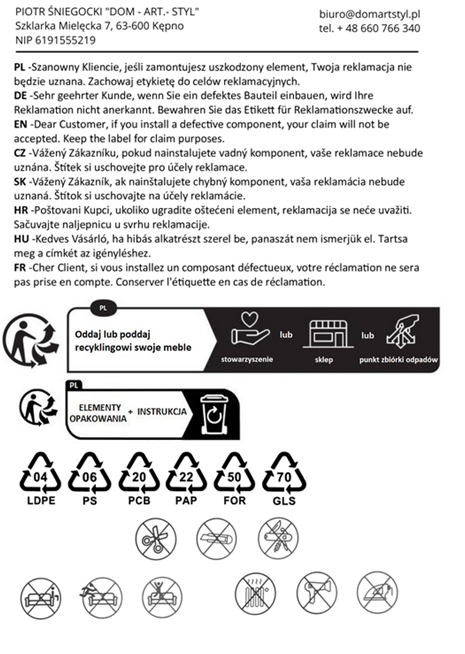 PIOTR ŚNIEGOCKI "DOM - ART.- STYL"
Szklarka Mielęcka 7, 63-600 Kępno
NIP 6191555219
biuro@domartstyl.pl
tel. + 48 660 766 340
PL -Szanowny Kliencie, jeśli zamontujesz uszkodzony element, Twoja reklamacja nie
będzie uznana. Zachowaj etykietę do celów reklamacyjnych.
DE -Sehr geehrter Kunde, wenn Sie ein defektes Bauteil einbauen, wird Ihre
Reklamation nicht anerkannt. Bewahren Sie das Etikett für Reklamationszwecke auf.
EN -Dear Customer, if you install a defective component, your claim will not be
accepted. Keep the label for claim purposes.
CZ -Vážený Zákazníku, pokud nainstalujete vadný komponent, vaše reklamace nebude
uznána. Štítek si uschovejte pro účely reklamace.
SK -Vážený Zákazník, ak nainštalujete chybný komponent, vaša reklamácia nebude
uznaná. Štítok si uschovajte na účely reklamácie.
HR -Poštovani Kupci, ukoliko ugradite oštećeni element, reklamacija se neće uvažiti.
Sačuvajte naljepnicu u svrhu reklamacije.
HU -Kedves Vásárló, ha hibás alkatrészt szerel be, panaszát nem ismerjük el. Tartsa
meg a címkét az igényléshez.
FR -Cher Client, si vous installez un composant défectueux, votre réclamation ne sera
pas prise en compte. Conserver l'étiquette en cas de réclamation.
PL
Oddaj lub poddaj
recyklingowi swoje meble
lub
lub
stowarzyszenie
sklep
punkt zbiórki odpadów
PL
ELEMENTY
OPAKOWANIA + INSTRUKCJA
04 06 20 22 50 70
LDPE PS PCB PAP FOR GLS